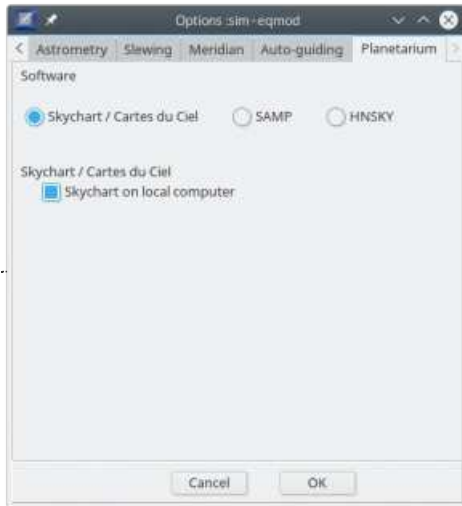 Options :sim-eqmod
Astrometry Slewing Meridian Auto-guiding Planetarium
Software
Skychart / Cartes du Ciel SAMP HNSKY
Skychart / Cartes du Ciel
Skychart on local computer
Cancel OK